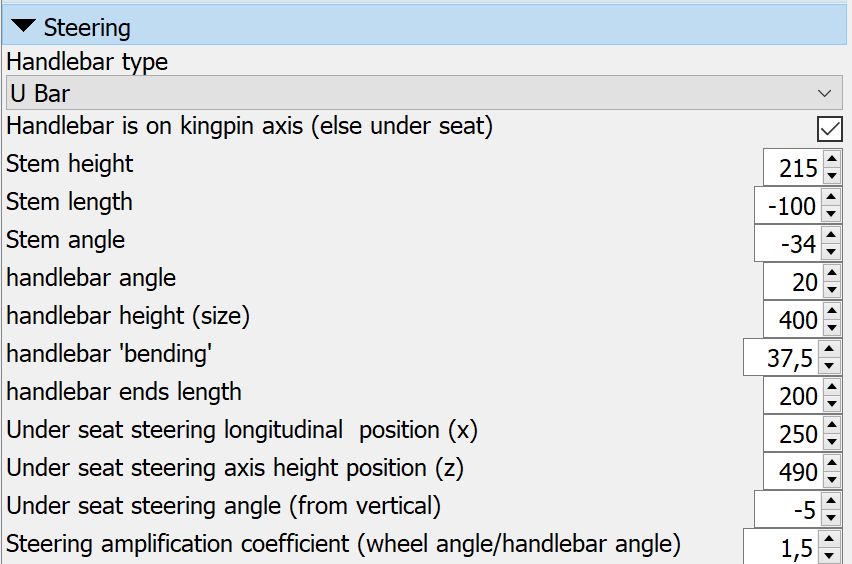 Steering
Handlebar type
U Bar
Handlebar is on kingpin axis (else under seat)
Stem height 215
Stem length -100
Stem angle -34
handlebar angle 20
handlebar height (size) 400
handlebar 'bending' 37,5
handlebar ends length 200
Under seat steering longitudinal  position (x) 250
Under seat steering axis height position (z) 490
Under seat steering angle (from vertical) -5
Steering amplification coefficient (wheel angle/handlebar angle) 1,5